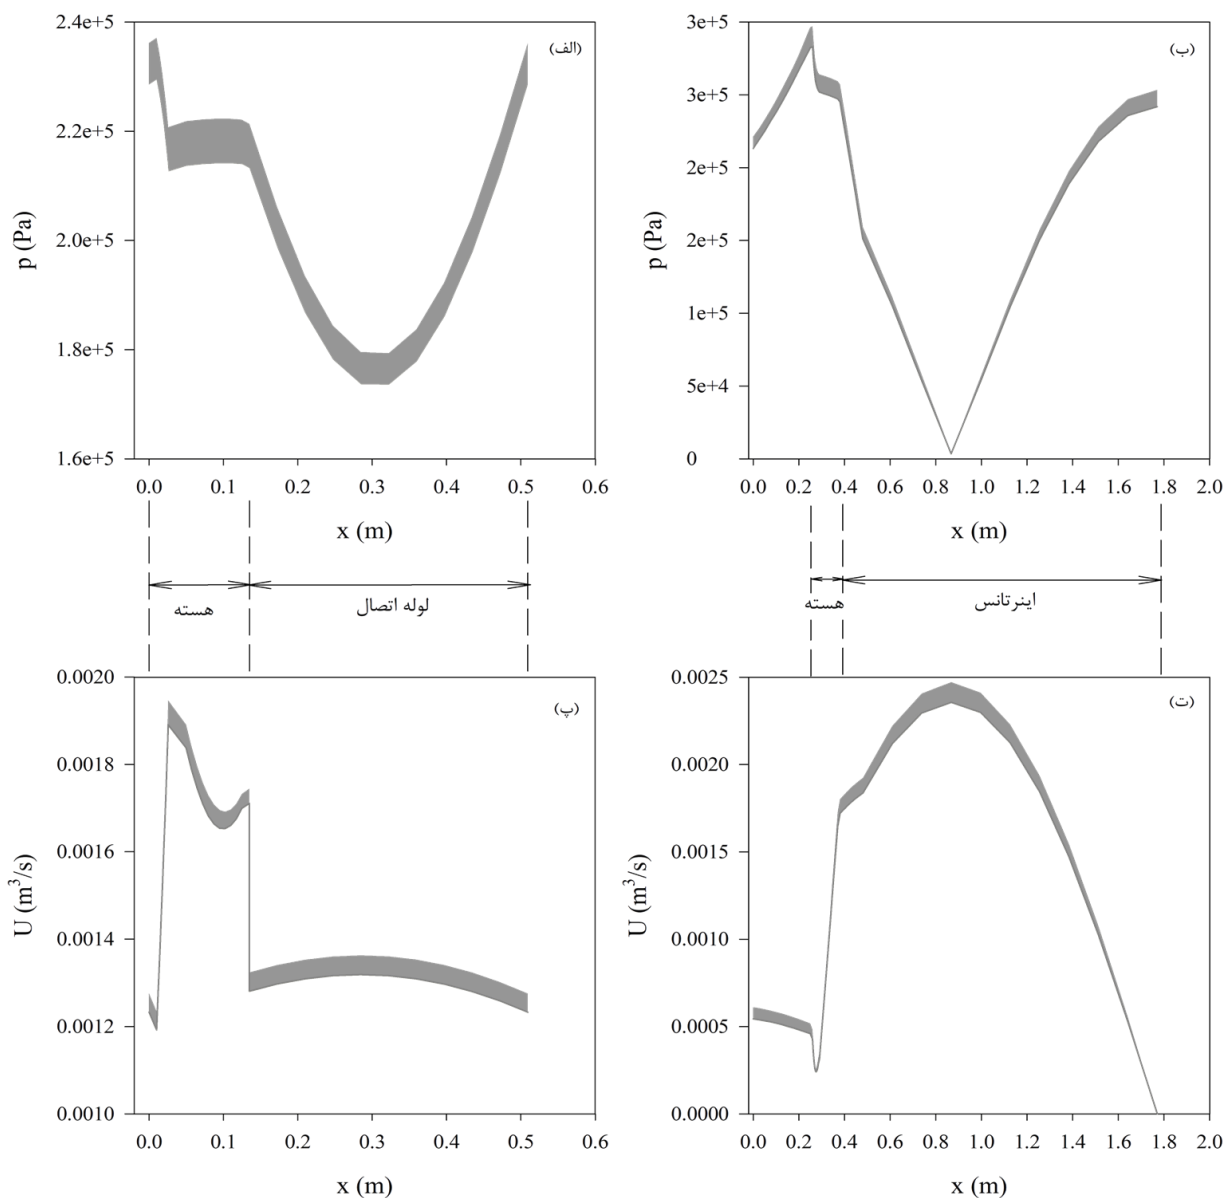 2.4e+5
2.2e+5
2.0e+5
1.8e+5
1.6e+5
p (Pa)
(الف)
0.0 0.1 0.2 0.3 0.4 0.5 0.6
x (m)
3e+5
3e+5
2e+5
2e+5
1e+5
5e+4
0
p (Pa)
(ب)
0.0 0.2 0.4 0.6 0.8 1.0 1.2 1.4 1.6 1.8 2.0
x (m)
هسته
لوله اتصال
هسته
اینرتانس
0.0020
0.0018
0.0016
0.0014
0.0012
0.0010
U (m³/s)
(پ)
0.0 0.1 0.2 0.3 0.4 0.5 0.6
x (m)
0.0025
0.0020
0.0015
0.0010
0.0005
0.0000
U (m³/s)
(ت)
0.0 0.2 0.4 0.6 0.8 1.0 1.2 1.4 1.6 1.8 2.0
x (m)